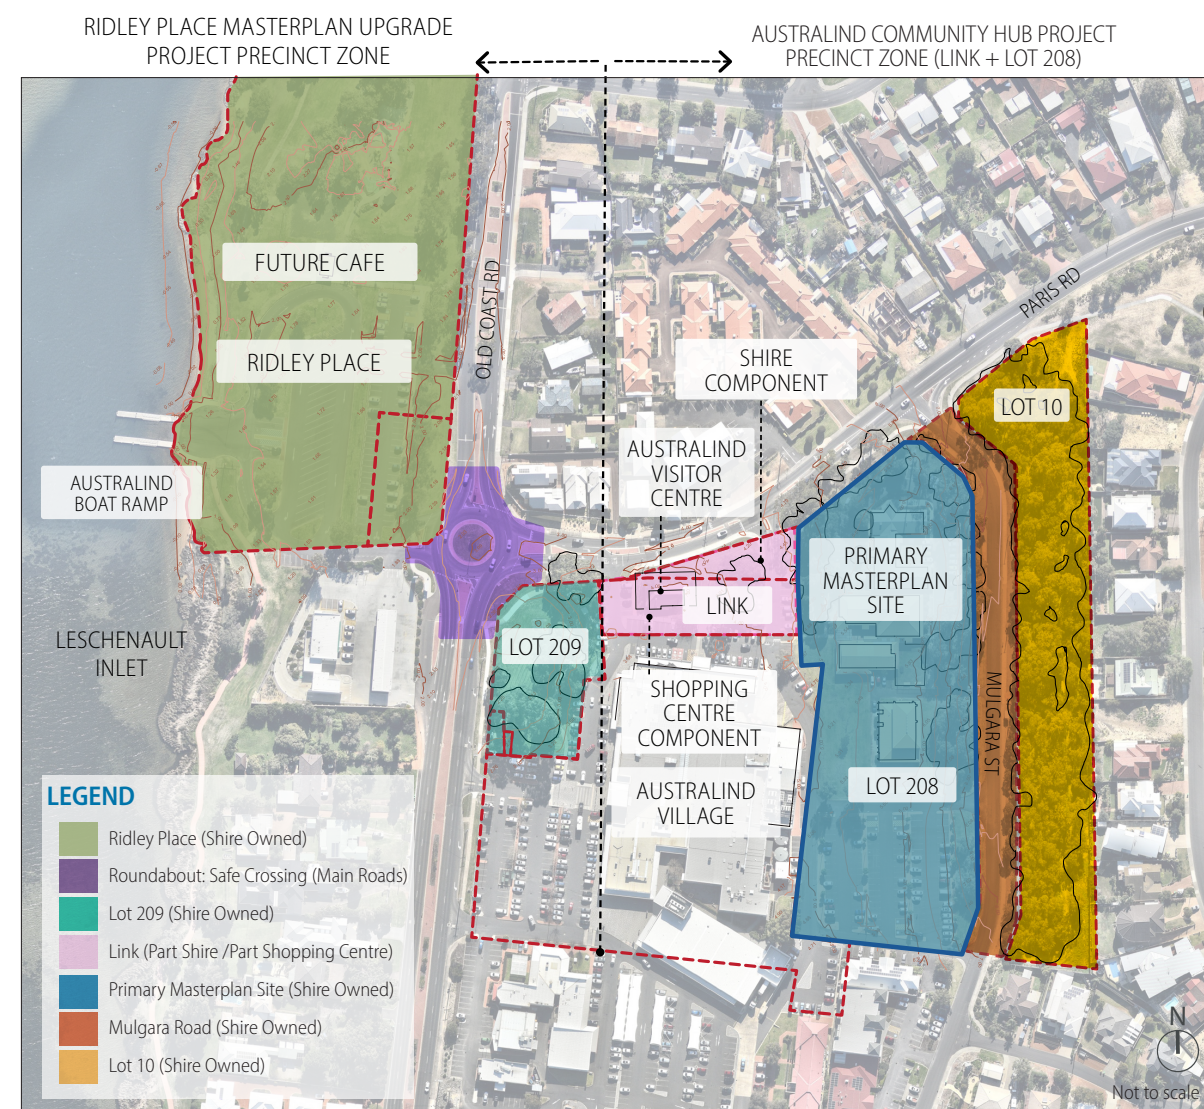 RIDLEY PLACE MASTERPLAN UPGRADE
PROJECT PRECINCT ZONE
AUSTRALIND COMMUNITY HUB PROJECT
PRECINCT ZONE (LINK + LOT 208)
FUTURE CAFE
RIDLEY PLACE
OLD COAST RD
PARIS RD
SHIRE
COMPONENT
LOT 10
AUSTRALIND
VISITOR
CENTRE
AUSTRALIND
BOAT RAMP
PRIMARY
MASTERPLAN
SITE
LINK
LESCHENAULT
INLET
LOT 209
SHOPPING
CENTRE
COMPONENT
MULGARA ST
AUSTRALIND
VILLAGE
LOT 208
LEGEND
Ridley Place (Shire Owned)
Roundabout: Safe Crossing (Main Roads)
Lot 209 (Shire Owned)
Link (Part Shire /Part Shopping Centre)
Primary Masterplan Site (Shire Owned)
Mulgara Road (Shire Owned)
Lot 10 (Shire Owned)
N
Not to scale